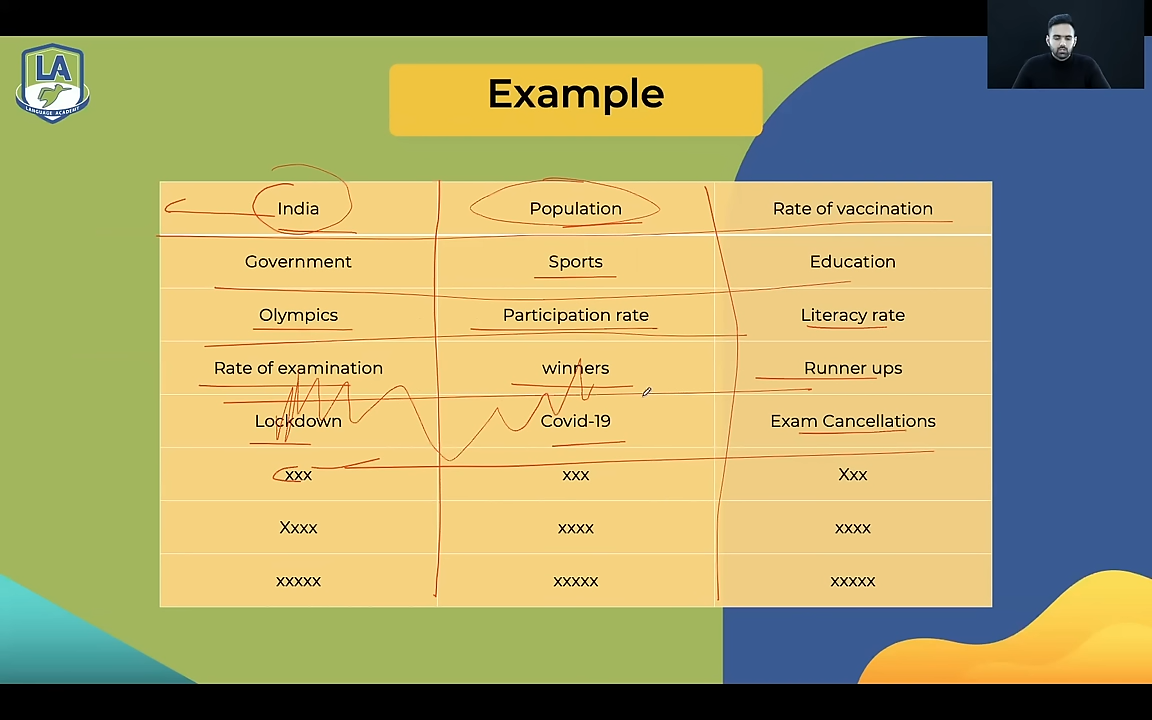 LA
LANGUAGE ACADEMY
Example
India Population Rate of vaccination
Government Sports Education
Olympics Participation rate Literacy rate
Rate of examination winners Runner ups
Lockdown Covid-19 Exam Cancellations
xxx xxx Xxx
Xxxx xxxx xxxx
xxxxx xxxxx xxxxx